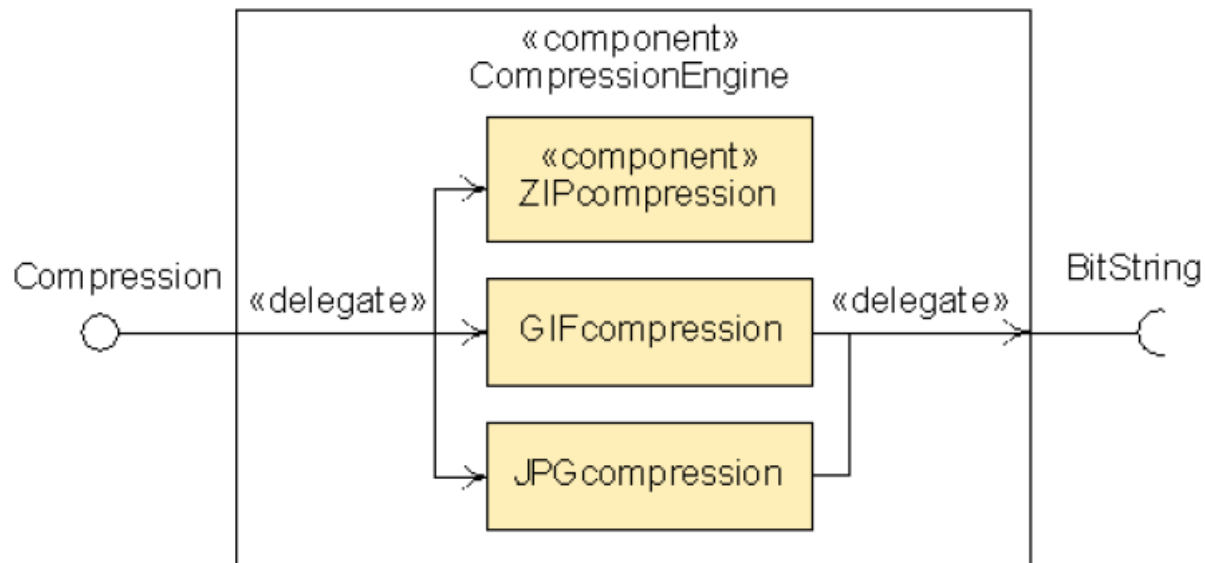 «component»
CompressionEngine
«component»
ZIPcompression
Compression
BitString
«delegate»
«delegate»
GIFcompression
JPGcompression